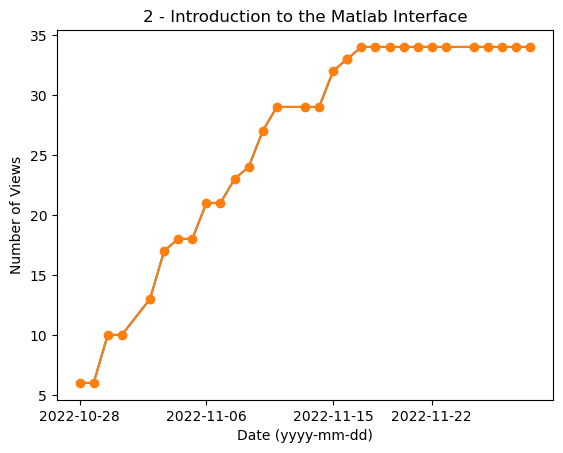 2 - Introduction to the Matlab Interface
35
30
25
20
15
10
5
Number of Views
2022-10-28 2022-11-06 2022-11-15 2022-11-22
Date (yyyy-mm-dd)